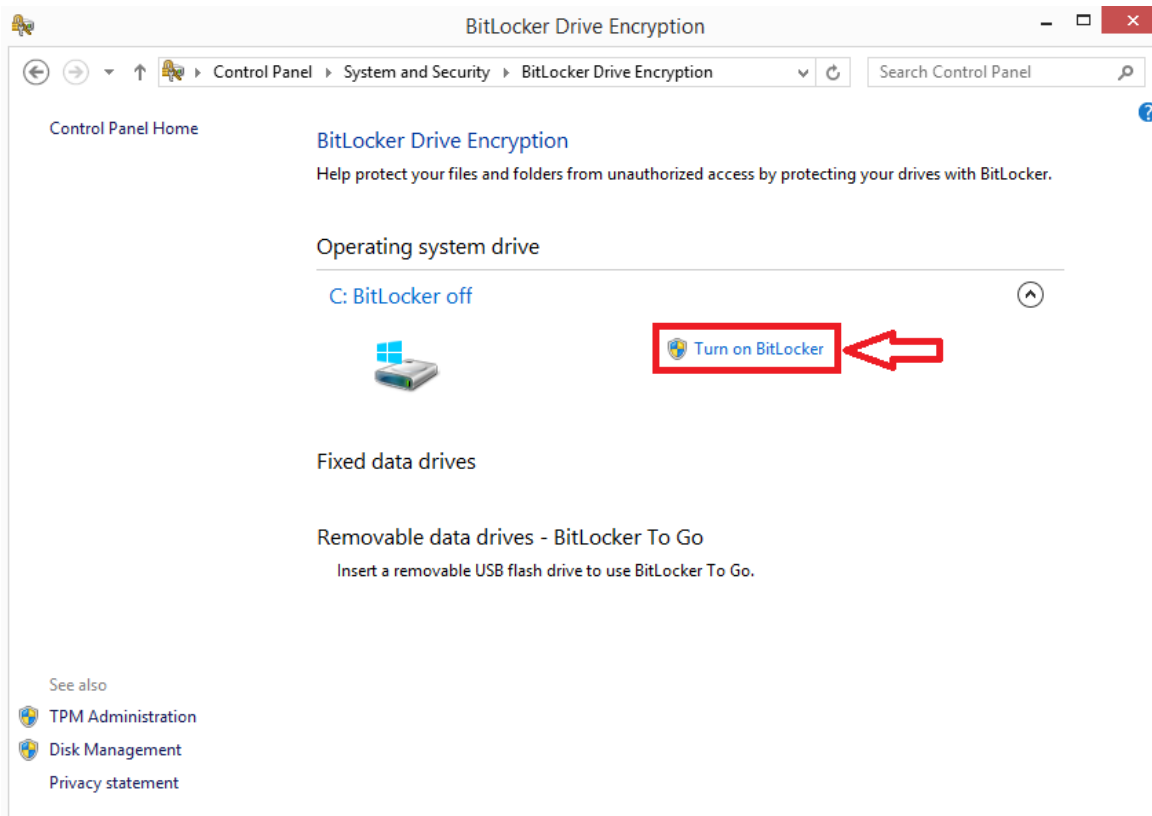 BitLocker Drive Encryption
Control Panel System and Security BitLocker Drive Encryption
Search Control Panel
Control Panel Home
BitLocker Drive Encryption
Help protect your files and folders from unauthorized access by protecting your drives with BitLocker.
Operating system drive
C: BitLocker off
Turn on BitLocker
Fixed data drives
Removable data drives - BitLocker To Go
Insert a removable USB flash drive to use BitLocker To Go.
See also
TPM Administration
Disk Management
Privacy statement